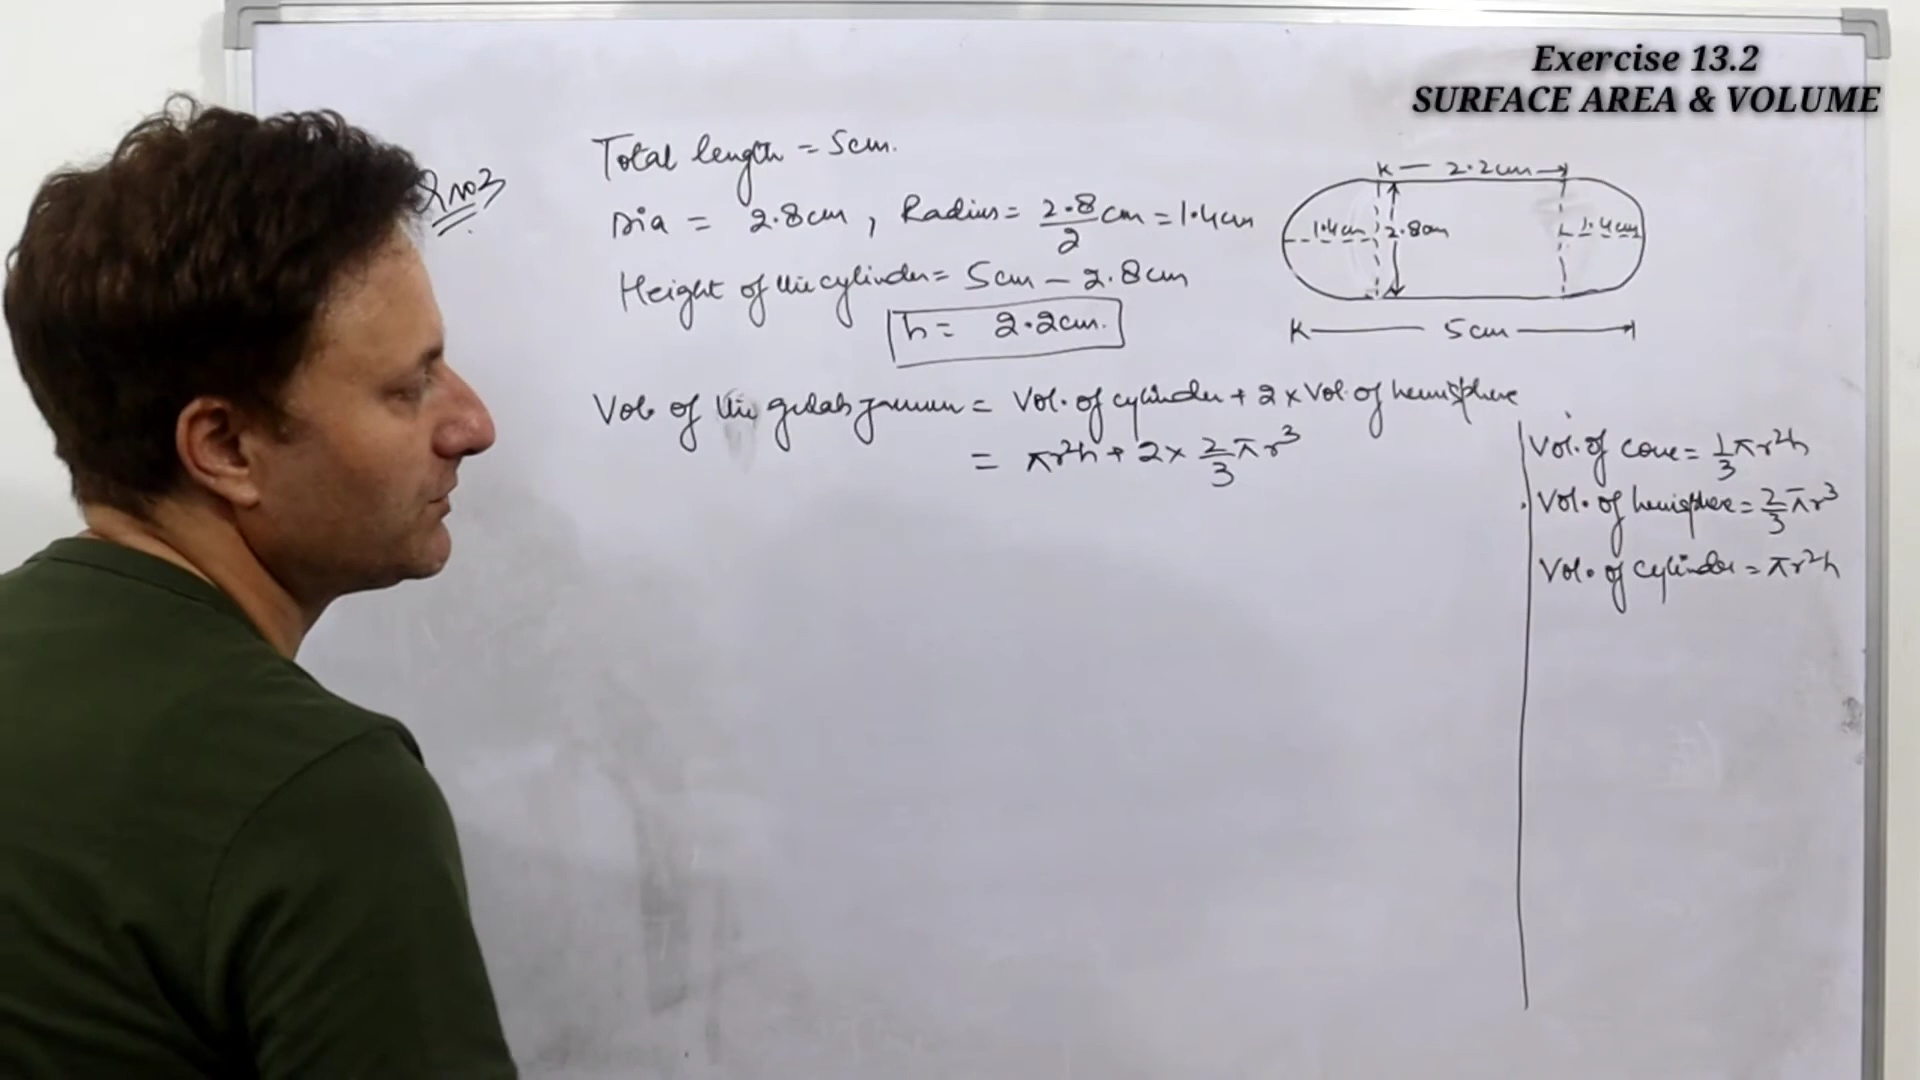 Exercise 13.2
SURFACE AREA & VOLUME
Q no 3
Total length = 5cm.
Dia = 2.8cm, Radius = 2.8/2 cm = 1.4cm
Height of the cylinder = 5cm - 2.8cm
h = 2.2cm.
2.2cm
1.4cm 2.8cm 1.4cm
5cm
Vol. of the gulab jamun = Vol. of cylinder + 2 x Vol. of hemisphere
= πr²h + 2 x 2/3 πr³
Vol. of cone = 1/3 πr²h
Vol. of hemisphere = 2/3 πr³
Vol. of cylinder = πr²h